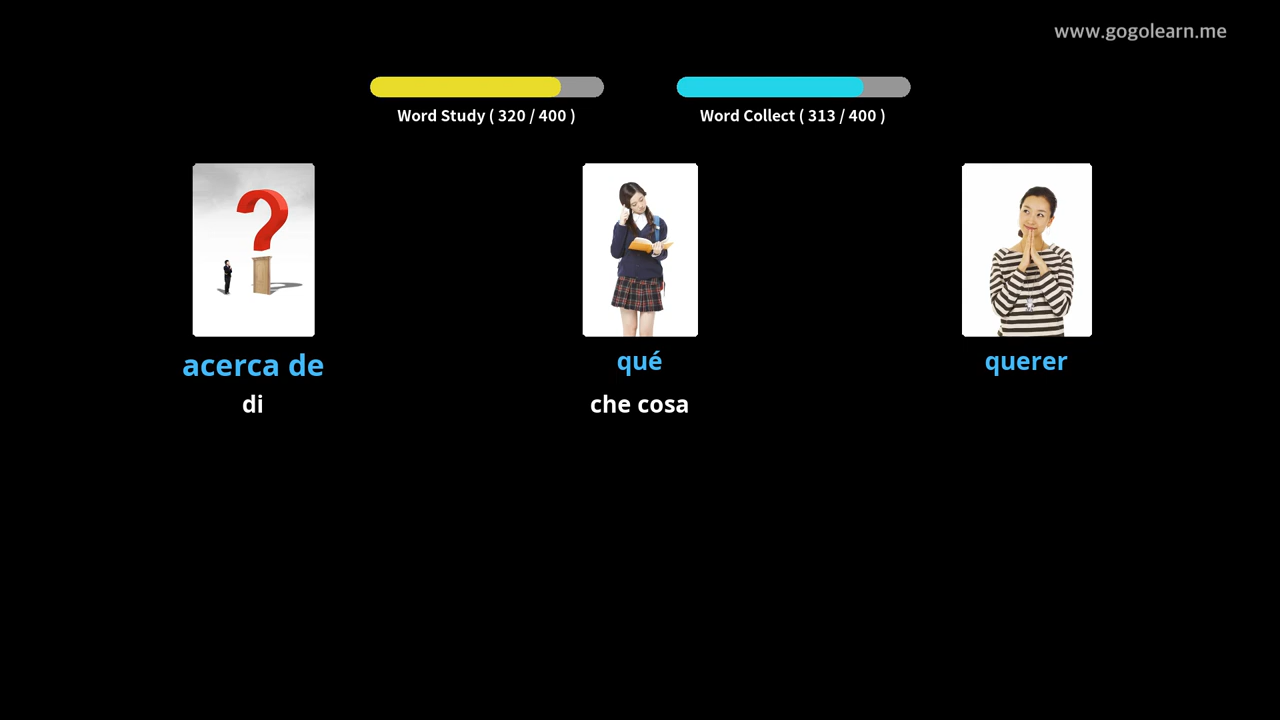 www.gogolearn.me
Word Study ( 320 / 400 )
Word Collect ( 313 / 400 )
acerca de
di
qué
che cosa
querer